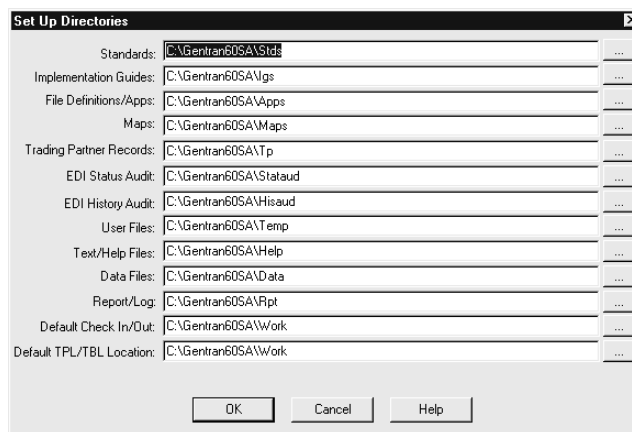 Set Up Directories
Standards: C:\Gentran60SA\Stds ...
Implementation Guides: C:\Gentran60SA\Igs ...
File Definitions/Apps: C:\Gentran60SA\Apps ...
Maps: C:\Gentran60SA\Maps ...
Trading Partner Records: C:\Gentran60SA\Tp ...
EDI Status Audit: C:\Gentran60SA\Stataud ...
EDI History Audit: C:\Gentran60SA\Hisaud ...
User Files: C:\Gentran60SA\Temp ...
Text/Help Files: C:\Gentran60SA\Help ...
Data Files: C:\Gentran60SA\Data ...
Report/Log: C:\Gentran60SA\Rpt ...
Default Check In/Out: C:\Gentran60SA\Work ...
Default TPL/TBL Location: C:\Gentran60SA\Work ...
OK Cancel Help